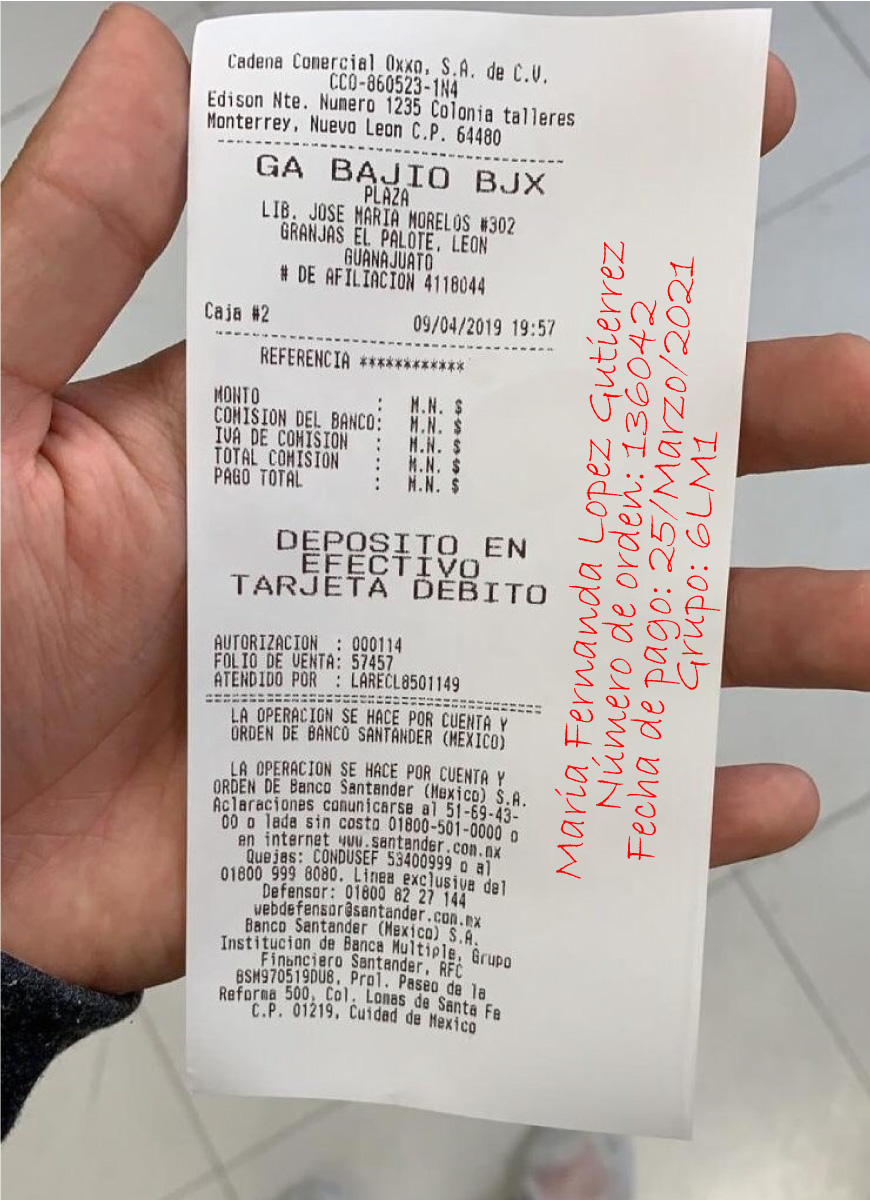 Cadena Comercial Oxxo, S.A. de C.V.
CCO-860523-1N4
Edison Nte. Numero 1235 Colonia talleres
Monterrey, Nuevo Leon C.P. 64480
GA BAJIO BJX
PLAZA
LIB. JOSE MARIA MORELOS #302
GRANJAS EL PALOTE, LEON
GUANAJUATO
# DE AFILIACION 4118044
Caja #2 09/04/2019 19:57
REFERENCIA ************
MONTO : M.N. $
COMISION DEL BANCO: M.N. $
IVA DE COMISION : M.N. $
TOTAL COMISION : M.N. $
PAGO TOTAL : M.N. $
DEPOSITO EN
EFECTIVO
TARJETA DEBITO
AUTORIZACION : 000114
FOLIO DE VENTA: 57457
ATENDIDO POR : LARECL8501149
LA OPERACION SE HACE POR CUENTA Y
ORDEN DE BANCO SANTANDER (MEXICO)
LA OPERACION SE HACE POR CUENTA Y
ORDEN DE Banco Santander (Mexico) S.A.
Aclaraciones comunicarse al 51-69-43-
00 o lada sin costo 01800-501-0000 o
en internet www.santander.com.mx
Quejas: CONDUSEF 53400999 o al
01800 999 8080. Linea exclusiva del
Defensor: 01800 82 27 144
webdefensor@santander.com.mx
Banco Santander (Mexico) S.A.
Institucion de Banca Multiple, Grupo
Financiero Santander, RFC
BSM970519DU8, Prol. Paseo de la
Reforma 500, Col. Lomas de Santa Fe
C.P. 01219, Cuidad de Mexico
María Fernanda Lopez Gutierrez
Número de orden: 136042
Fecha de pago: 25/Marzo/2021
Grupo: 6LM1